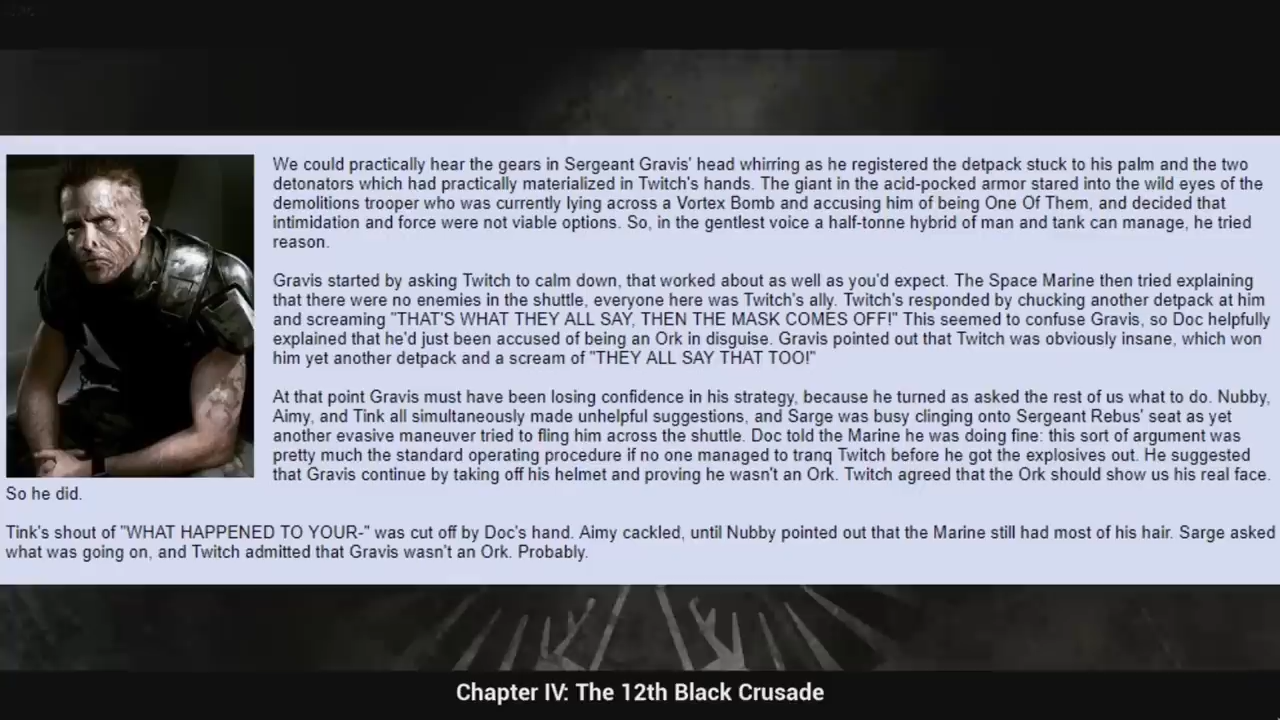 We could practically hear the gears in Sergeant Gravis' head whirring as he registered the detpack stuck to his palm and the two
detonators which had practically materialized in Twitch's hands. The giant in the acid-pocked armor stared into the wild eyes of the
demolitions trooper who was currently lying across a Vortex Bomb and accusing him of being One Of Them, and decided that
intimidation and force were not viable options. So, in the gentlest voice a half-tonne hybrid of man and tank can manage, he tried
reason.
Gravis started by asking Twitch to calm down, that worked about as well as you'd expect. The Space Marine then tried explaining
that there were no enemies in the shuttle, everyone here was Twitch's ally. Twitch's responded by chucking another detpack at him
and screaming "THAT'S WHAT THEY ALL SAY, THEN THE MASK COMES OFF!" This seemed to confuse Gravis, so Doc helpfully
explained that he'd just been accused of being an Ork in disguise. Gravis pointed out that Twitch was obviously insane, which won
him yet another detpack and a scream of "THEY ALL SAY THAT TOO!"
At that point Gravis must have been losing confidence in his strategy, because he turned as asked the rest of us what to do. Nubby,
Aimy, and Tink all simultaneously made unhelpful suggestions, and Sarge was busy clinging onto Sergeant Rebus' seat as yet
another evasive maneuver tried to fling him across the shuttle. Doc told the Marine he was doing fine: this sort of argument was
pretty much the standard operating procedure if no one managed to tranq Twitch before he got the explosives out. He suggested
that Gravis continue by taking off his helmet and proving he wasn't an Ork. Twitch agreed that the Ork should show us his real face.
So he did.
Tink's shout of "WHAT HAPPENED TO YOUR-" was cut off by Doc's hand. Aimy cackled, until Nubby pointed out that the Marine still had most of his hair. Sarge asked
what was going on, and Twitch admitted that Gravis wasn't an Ork. Probably.
Chapter IV: The 12th Black Crusade